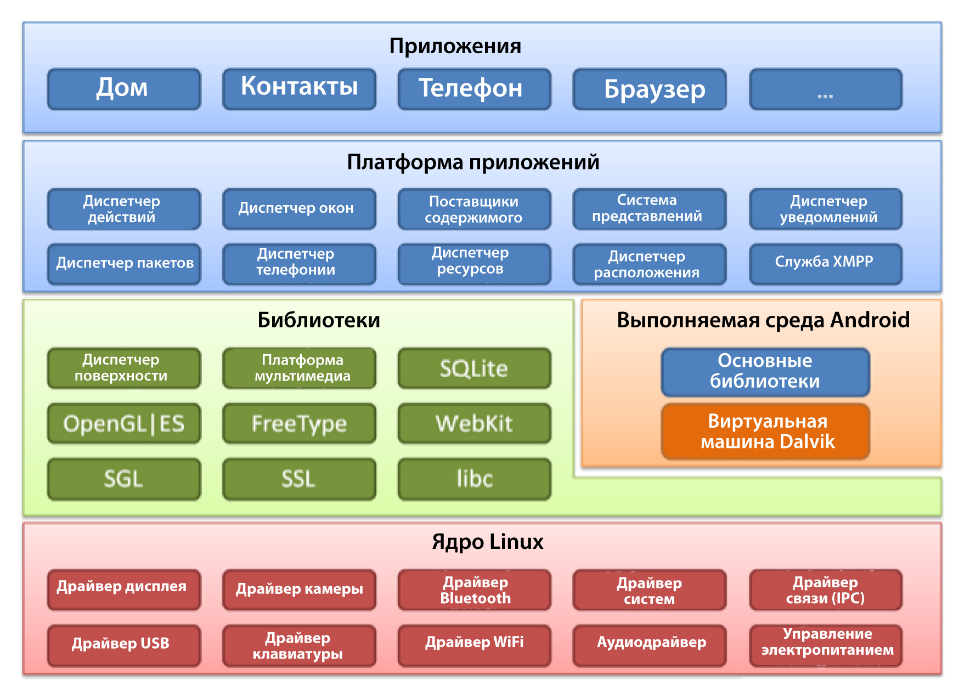 Приложения
Дом
Контакты
Телефон
Браузер
...
Платформа приложений
Диспетчер
действий
Диспетчер окон
Поставщики
содержимого
Система
представлений
Диспетчер
уведомлений
Диспетчер пакетов
Диспетчер
телефонии
Диспетчер
ресурсов
Диспетчер
расположения
Служба XMPP
Библиотеки
Диспетчер
поверхности
Платформа
мультимедиа
SQLite
OpenGL|ES
FreeType
WebKit
SGL
SSL
libc
Выполняемая среда Android
Основные
библиотеки
Виртуальная
машина Dalvik
Ядро Linux
Драйвер дисплея
Драйвер камеры
Драйвер
Bluetooth
Драйвер
систем
Драйвер
связи (IPC)
Драйвер USB
Драйвер
клавиатуры
Драйвер WiFi
Аудиодрайвер
Управление
электропитанием